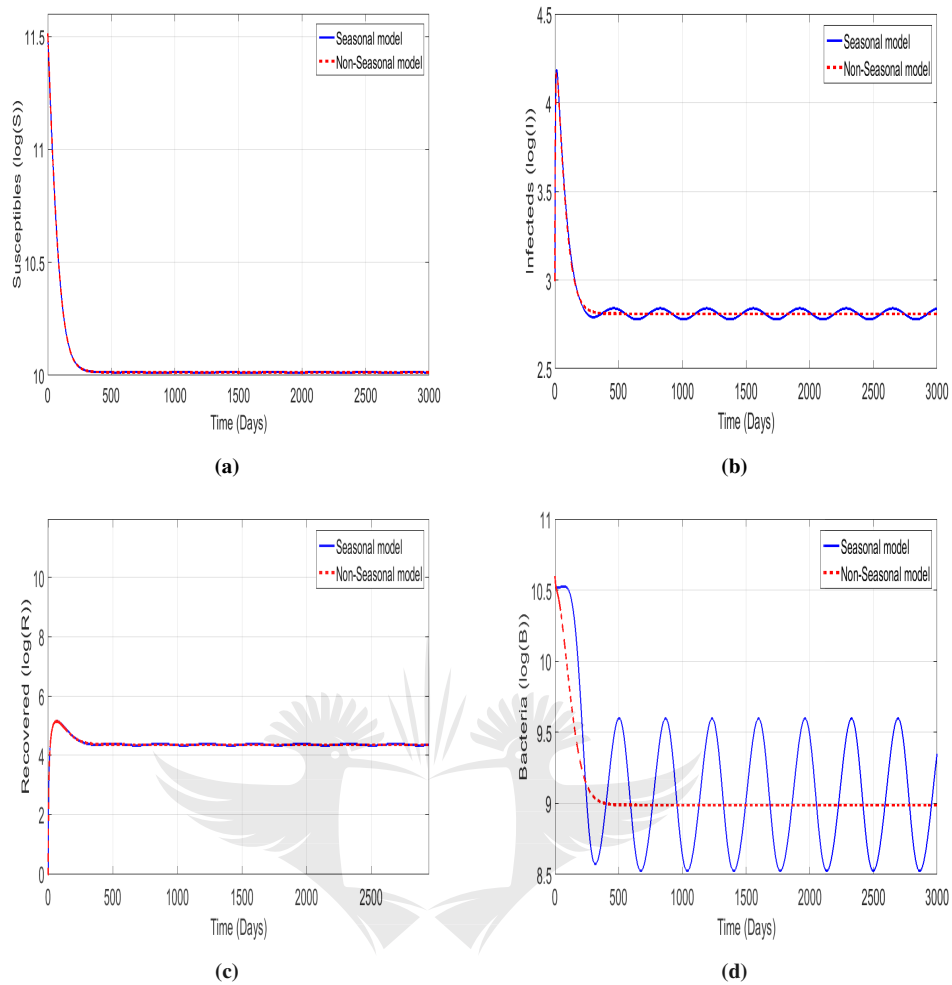 11.5
11
10.5
10
0
500
1000
1500
2000
2500
3000
Susceptibles (log(S))
Time (Days)
Seasonal model
Non-Seasonal model
(a)
4.5
4
3.5
3
2.5
0
500
1000
1500
2000
2500
3000
Infecteds (log(I))
Time (Days)
Seasonal model
Non-Seasonal model
(b)
10
8
6
4
2
0
0
500
1000
1500
2000
2500
Recovered (log(R))
Time (Days)
Seasonal model
Non-Seasonal model
(c)
11
10.5
10
9.5
9
8.5
0
500
1000
1500
2000
2500
3000
Bacteria (log(B))
Time (Days)
Seasonal model
Non-Seasonal model
(d)